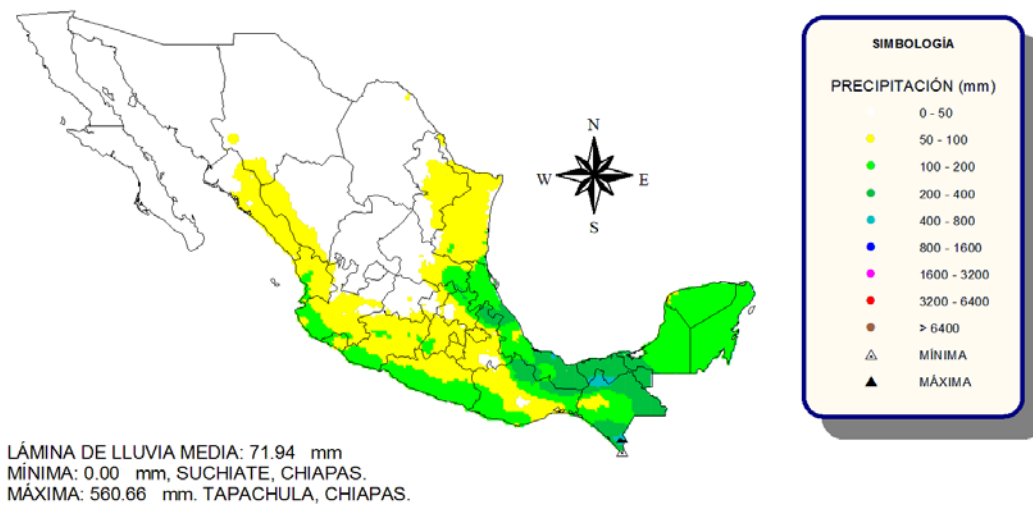 N
W E
S
SIMBOLOGÍA
PRECIPITACIÓN (mm)
0 - 50
50 - 100
100 - 200
200 - 400
400 - 800
800 - 1600
1600 - 3200
3200 - 6400
> 6400
MÍNIMA
MÁXIMA
LÁMINA DE LLUVIA MEDIA: 71.94 mm
MÍNIMA: 0.00 mm, SUCHIATE, CHIAPAS.
MÁXIMA: 560.66 mm. TAPACHULA, CHIAPAS.